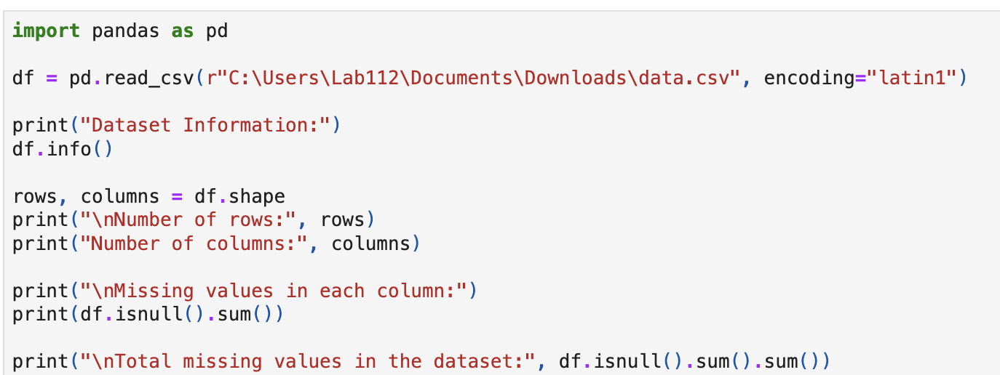 import pandas as pd
df = pd.read_csv(r"C:\Users\Lab112\Documents\Downloads\data.csv", encoding="latin1")
print("Dataset Information:")
df.info()
rows, columns = df.shape
print("\nNumber of rows:", rows)
print("Number of columns:", columns)
print("\nMissing values in each column:")
print(df.isnull().sum())
print("\nTotal missing values in the dataset:", df.isnull().sum().sum())